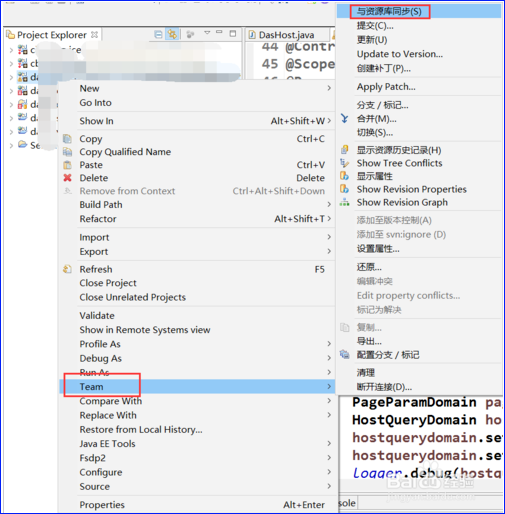 Project Explorer
DasHost.java
44 @Contr
45 @Scope
New
Go Into
Show In Alt+Shift+W
Copy Ctrl+C
Copy Qualified Name
Paste Ctrl+V
Delete Delete
Remove from Context Ctrl+Alt+Shift+Down
Build Path
Refactor Alt+Shift+T
Import
Export
Refresh F5
Close Project
Close Unrelated Projects
Validate
Show in Remote Systems view
Profile As
Debug As
Run As
Team
Compare With
Replace With
Restore from Local History...
Java EE Tools
Fsdp2
Configure
Source
Properties Alt+Enter
与资源库同步(S)
提交(C)...
更新(U)
Update to Version...
创建补丁(P)...
Apply Patch...
分支 / 标记...
合并(M)...
切换(S)...
显示资源历史记录(H)
Show Tree Conflicts
显示属性
Show Revision Properties
Show Revision Graph
添加至版本控制(A)
添加至 svn:ignore (D)
设置属性...
还原...
编辑冲突
Edit property conflicts...
标记为解决
复制...
导出...
配置分支 / 标记
清理
断开连接(D)...
PageParamDomain pa
HostQueryDomain ho
hostquerydomain.se
hostquerydomain.se
Logger.debug(hostq
sole